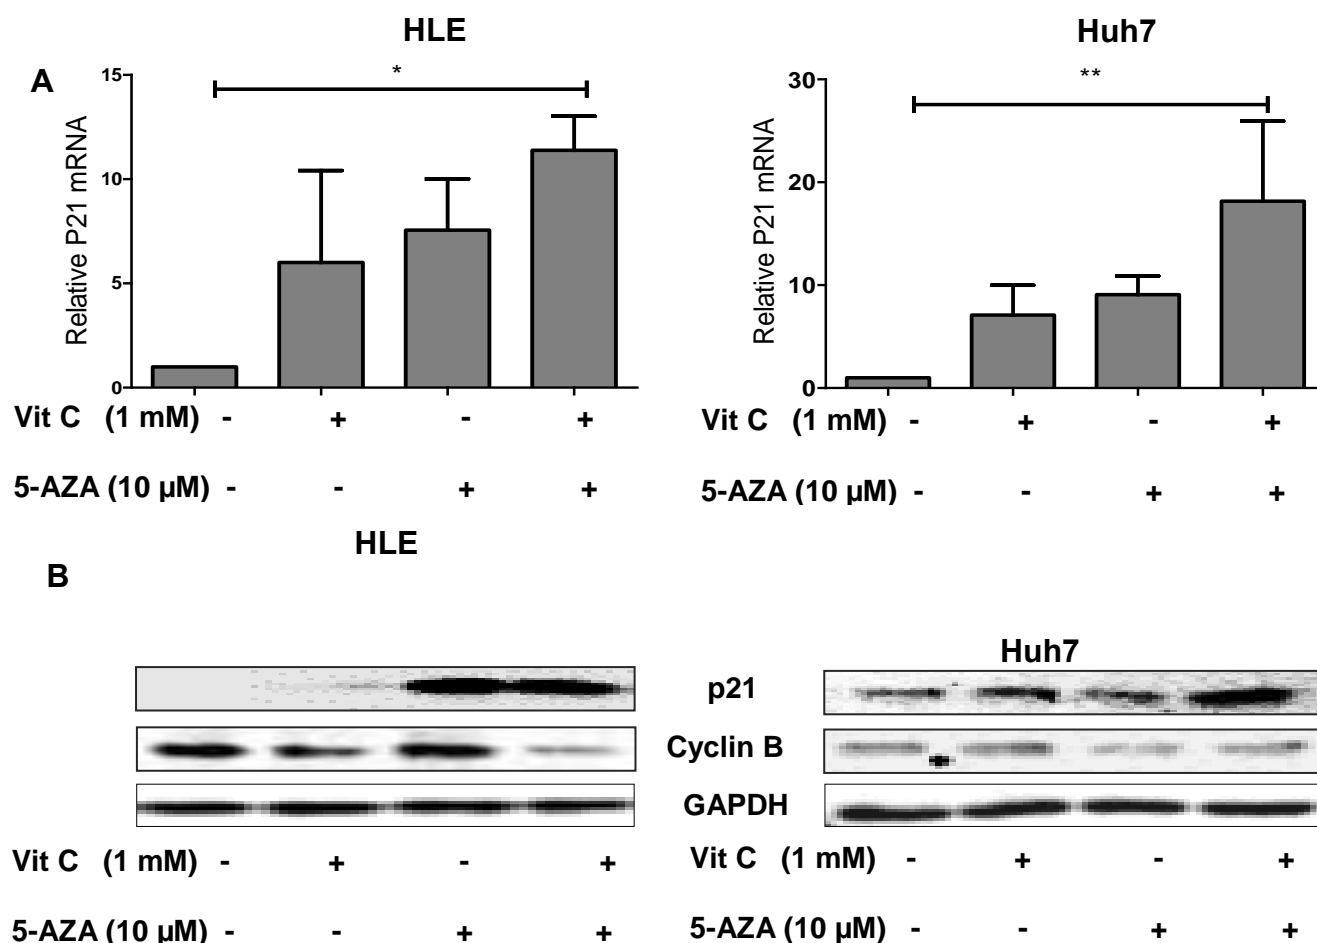 HLE
Huh7
A
*
**
Relative P21 mRNA
15
10
5
0
Relative P21 mRNA
30
20
10
0
Vit C (1 mM) - + - +
Vit C (1 mM) - + - +
5-AZA (10 µM) - - + +
5-AZA (10 µM) - - + +
HLE
B
Huh7
p21
Cyclin B
GAPDH
Vit C (1 mM) - + - +
Vit C (1 mM) - + - +
5-AZA (10 µM) - - + +
5-AZA (10 µM) - - + +